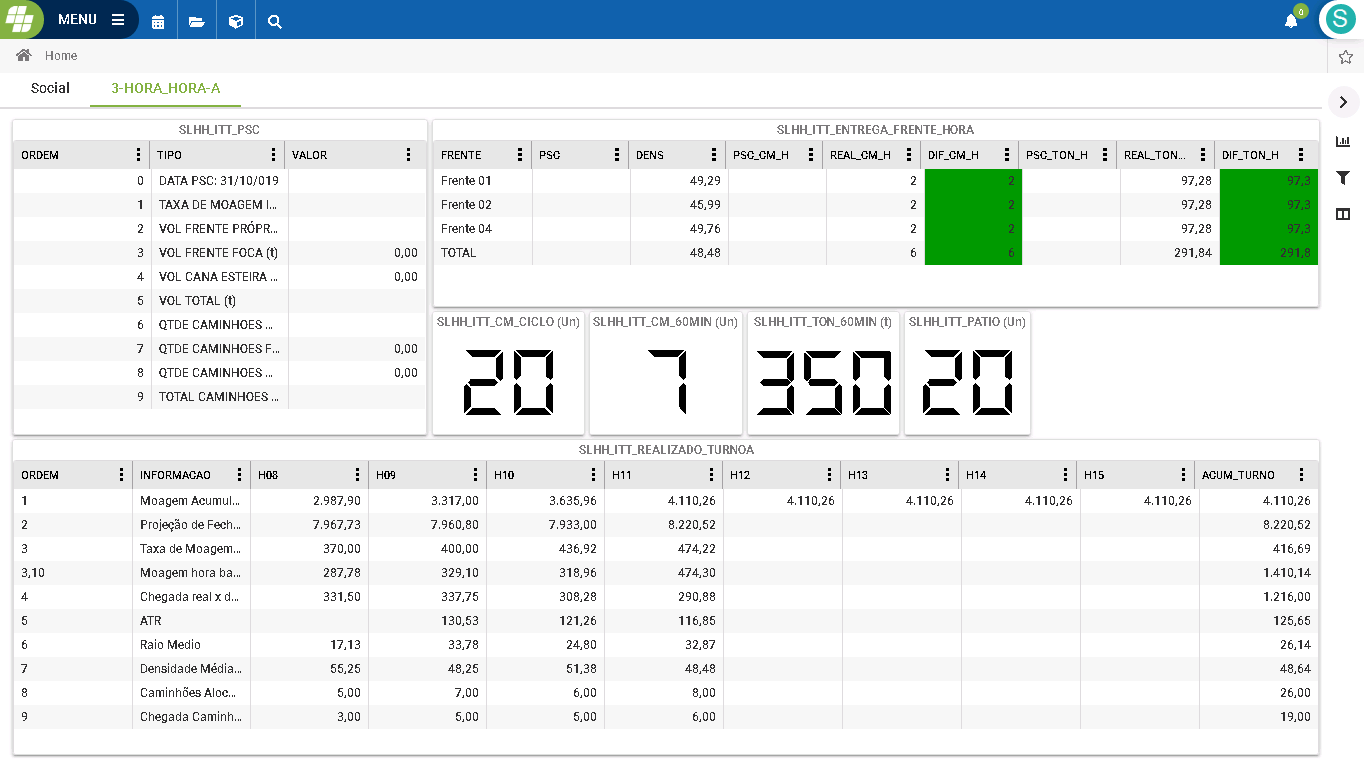 MENU
0
S
Home
Social 3-HORA_HORA-A
SLHH_ITT_PSC
ORDEM TIPO VALOR
0 DATA PSC: 31/10/019
1 TAXA DE MOAGEM I...
2 VOL FRENTE PRÓPR...
3 VOL FRENTE FOCA (t) 0,00
4 VOL CANA ESTEIRA ... 0,00
5 VOL TOTAL (t)
6 QTDE CAMINHOES ...
7 QTDE CAMINHOES F... 0,00
8 QTDE CAMINHOES ... 0,00
9 TOTAL CAMINHOES ...
SLHH_ITT_ENTREGA_FRENTE_HORA
FRENTE PSC DENS PSC_CM_H REAL_CM_H DIF_CM_H PSC_TON_H REAL_TON... DIF_TON_H
Frente 01 49,29 2 2 97,28 97,3
Frente 02 45,99 2 2 97,28 97,3
Frente 04 49,76 2 2 97,28 97,3
TOTAL 48,48 6 6 291,84 291,8
SLHH_ITT_CM_CICLO (Un) SLHH_ITT_CM_60MIN (Un) SLHH_ITT_TON_60MIN (t) SLHH_ITT_PATIO (Un)
20 7 350 20
SLHH_ITT_REALIZADO_TURNOA
ORDEM INFORMACAO H08 H09 H10 H11 H12 H13 H14 H15 ACUM_TURNO
1 Moagem Acumul... 2.987,90 3.317,00 3.635,96 4.110,26 4.110,26 4.110,26 4.110,26 4.110,26 4.110,26
2 Projeção de Fech... 7.967,73 7.960,80 7.933,00 8.220,52 8.220,52
3 Taxa de Moagem... 370,00 400,00 436,92 474,22 416,69
3,10 Moagem hora ba... 287,78 329,10 318,96 474,30 1.410,14
4 Chegada real x d... 331,50 337,75 308,28 290,88 1.216,00
5 ATR 130,53 121,26 116,85 125,65
6 Raio Medio 17,13 33,78 24,80 32,87 26,14
7 Densidade Média... 55,25 48,25 51,38 48,48 48,64
8 Caminhões Aloc... 5,00 7,00 6,00 8,00 26,00
9 Chegada Caminh... 3,00 5,00 5,00 6,00 19,00